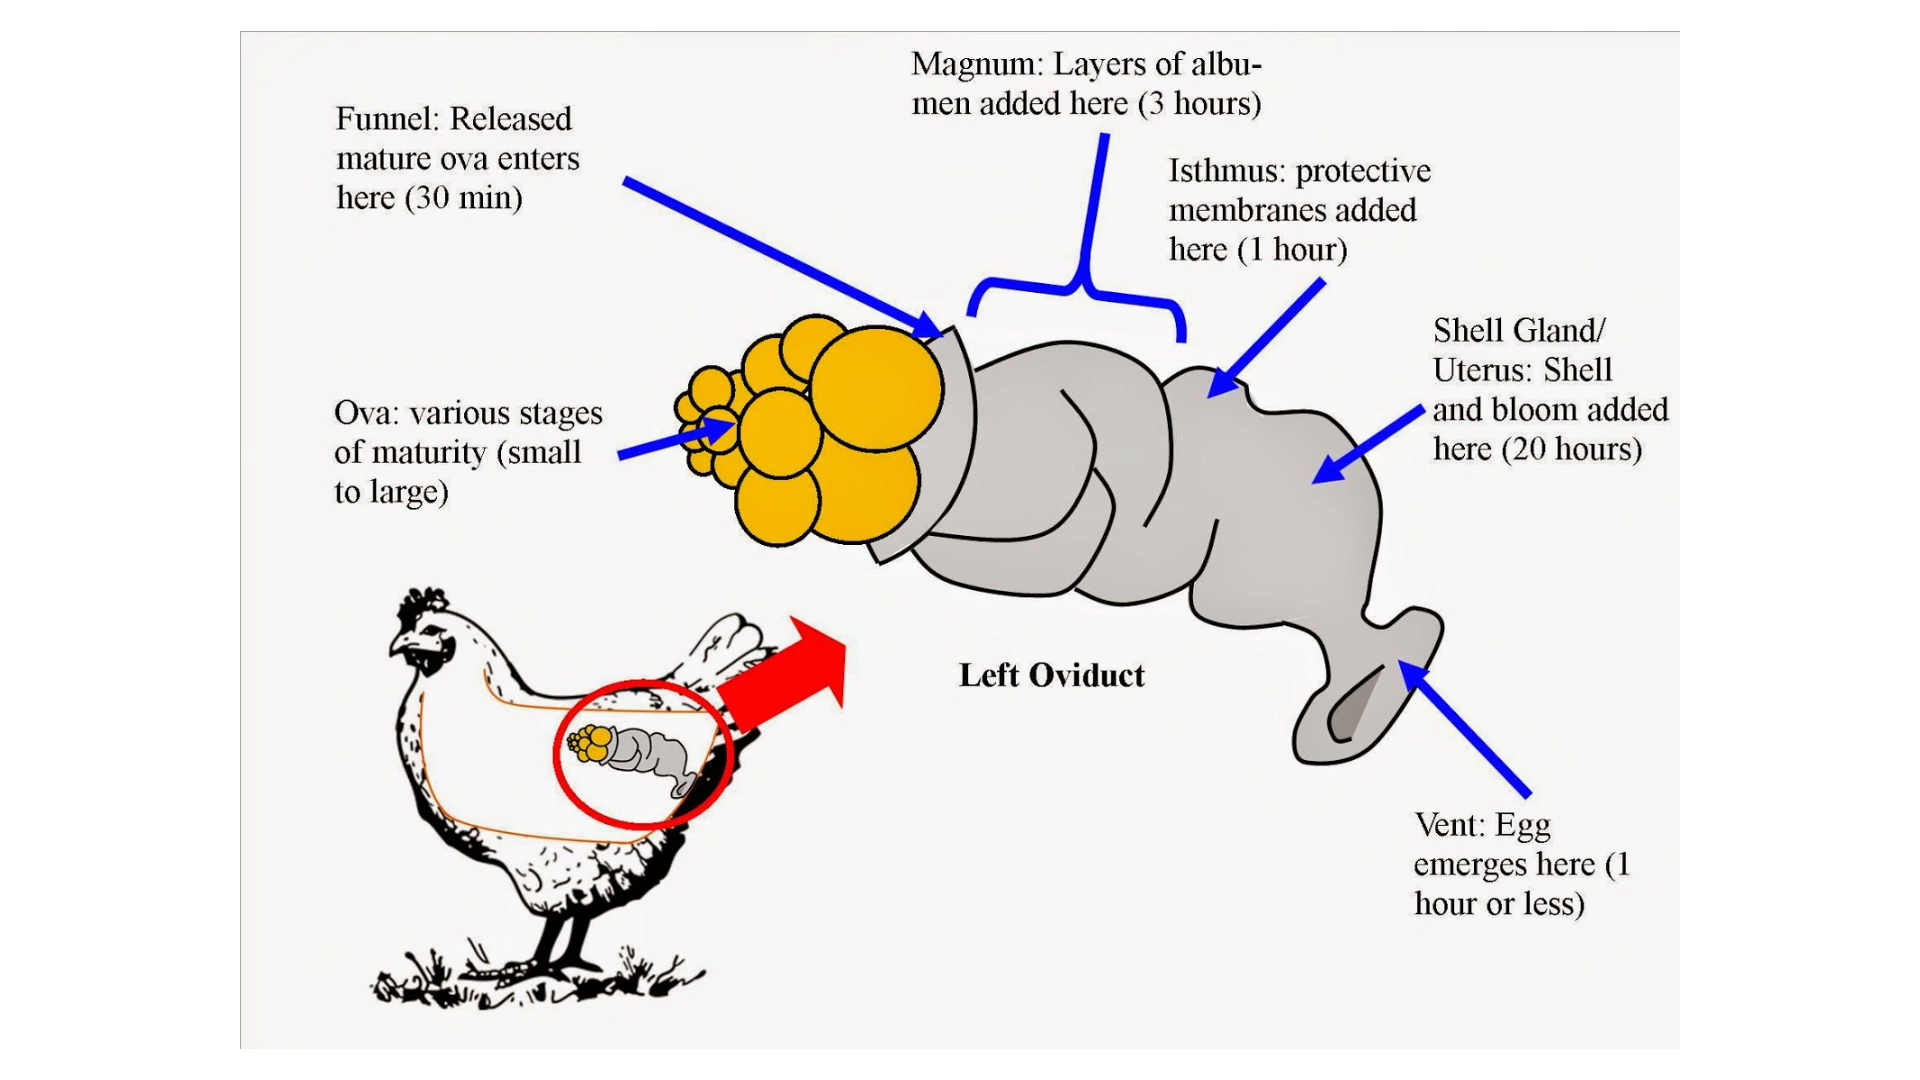 Magnum: Layers of albu-
men added here (3 hours)
Funnel: Released
mature ova enters
here (30 min)
Isthmus: protective
membranes added
here (1 hour)
Shell Gland/
Uterus: Shell
and bloom added
here (20 hours)
Ova: various stages
of maturity (small
to large)
Left Oviduct
Vent: Egg
emerges here (1
hour or less)